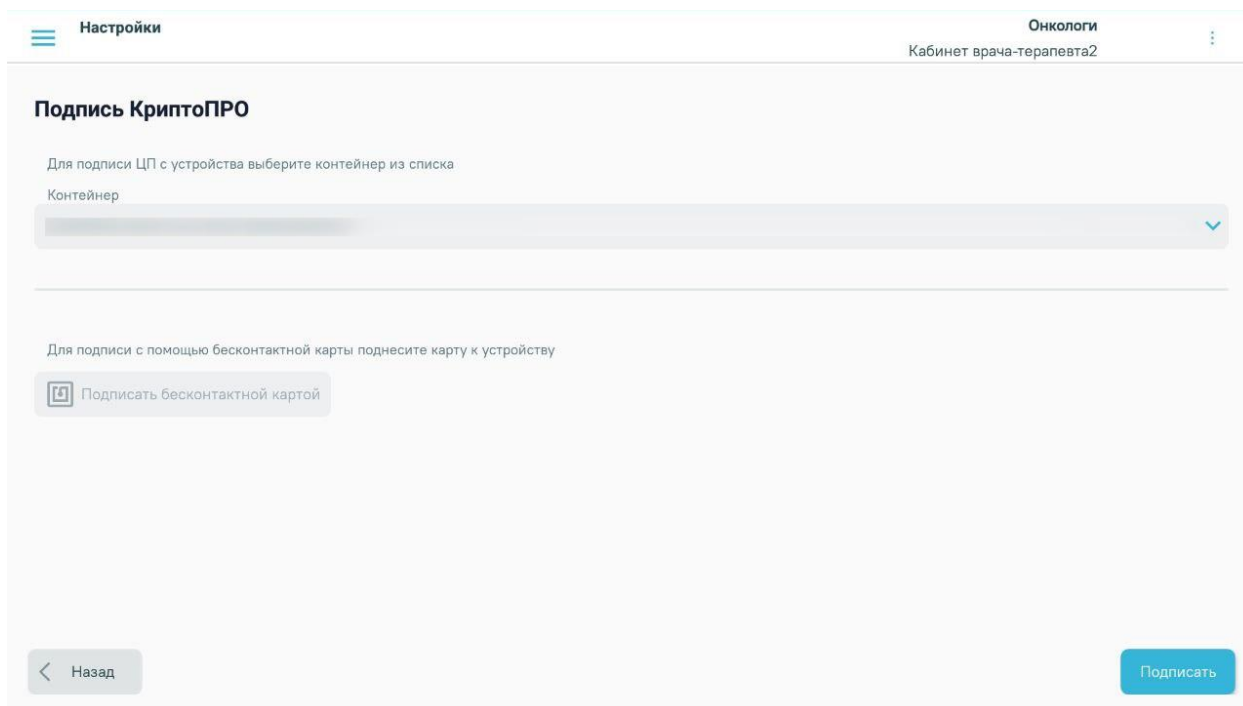 Настройки
Онкологи
Кабинет врача-терапевта2
Подпись КриптоПРО
Для подписи ЦП с устройства выберите контейнер из списка
Контейнер
Для подписи с помощью бесконтактной карты поднесите карту к устройству
Подписать бесконтактной картой
Назад
Подписать